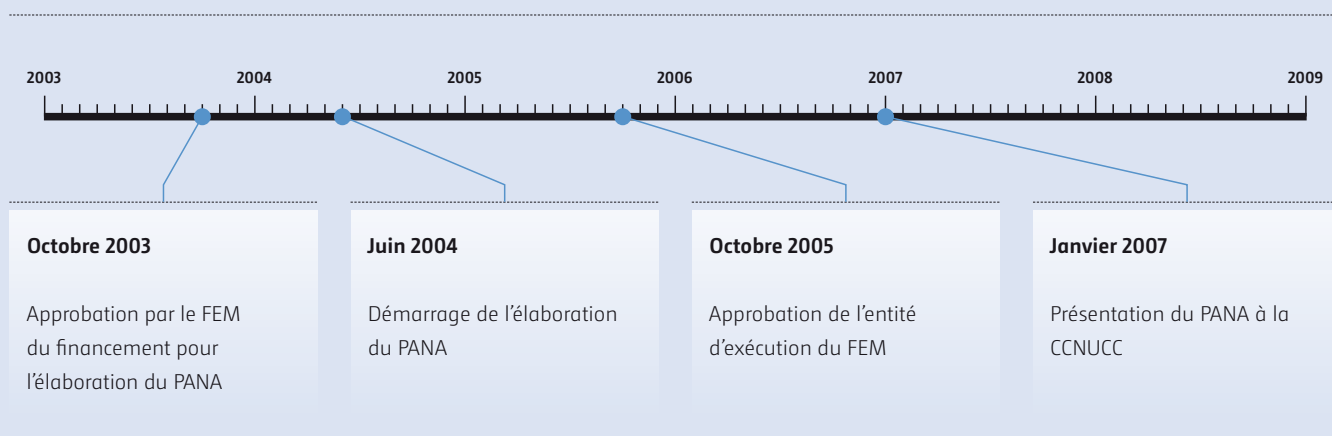 2003 2004 2005 2006 2007 2008 2009
Octobre 2003
Approbation par le FEM
du financement pour
l'élaboration du PANA
Juin 2004
Démarrage de l'élaboration
du PANA
Octobre 2005
Approbation de l'entité
d'exécution du FEM
Janvier 2007
Présentation du PANA à la
CCNUCC